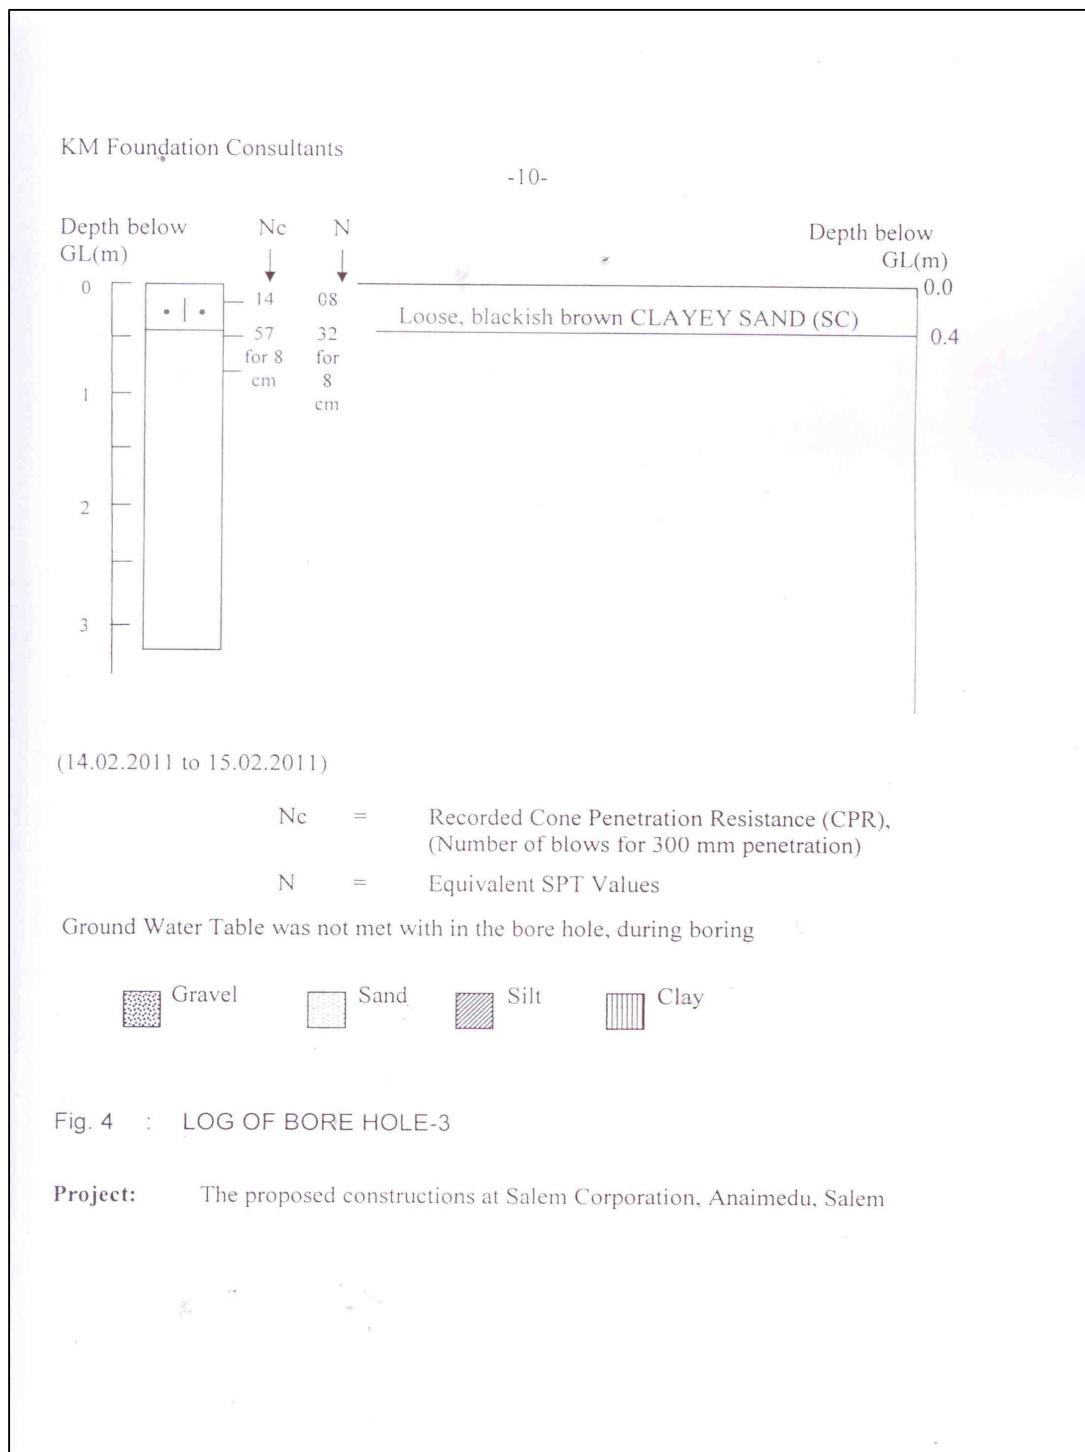 KM Foundation Consultants
-10-
Depth below
GL(m)
Nc
N
Depth below
GL(m)
0
14
08
0.0
Loose, blackish brown CLAYEY SAND (SC)
57
for 8
cm
32
for
8
cm
0.4
1
2
3
(14.02.2011 to 15.02.2011)
Nc = Recorded Cone Penetration Resistance (CPR),
(Number of blows for 300 mm penetration)
N = Equivalent SPT Values
Ground Water Table was not met with in the bore hole, during boring
Gravel Sand Silt Clay
Fig. 4 : LOG OF BORE HOLE-3
Project: The proposed constructions at Salem Corporation, Anaimedu, Salem